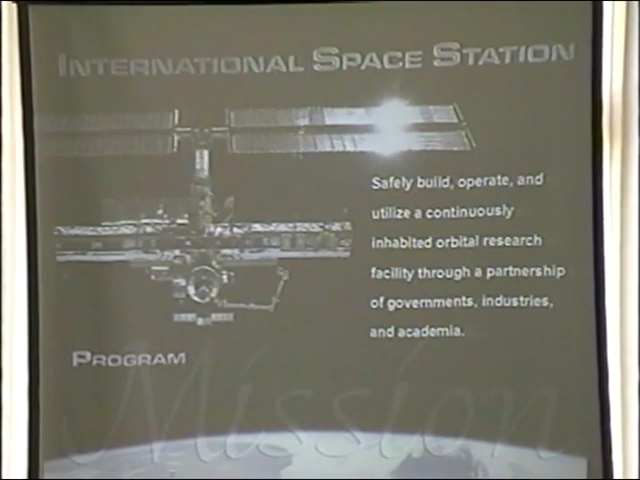 INTERNATIONAL SPACE STATION
Safely build, operate, and
utilize a continuously
inhabited orbital research
facility through a partnership
of governments, industries,
and academia.
PROGRAM
Mission